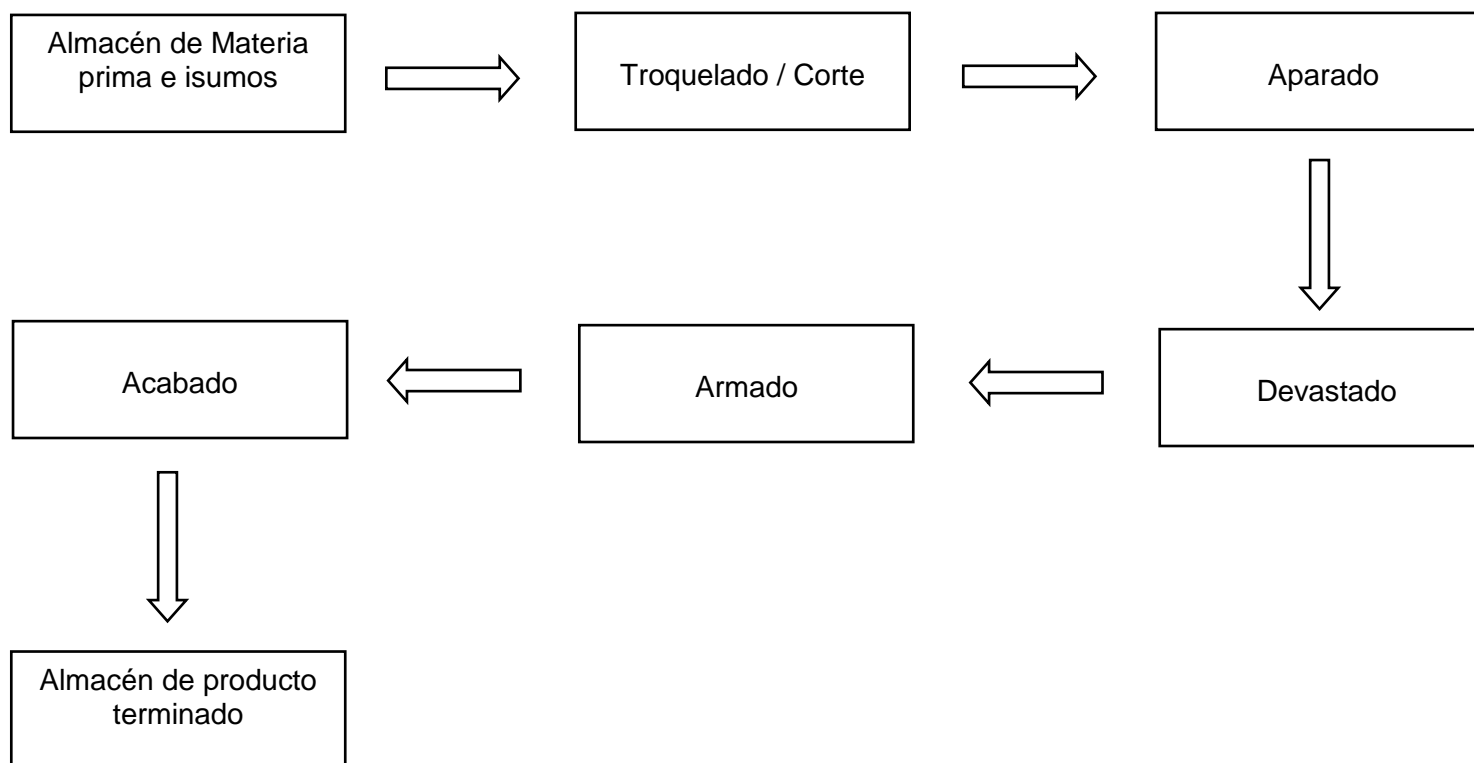 Almacén de Materia
prima e isumos
Troquelado / Corte
Aparado
Devastado
Armado
Acabado
Almacén de producto
terminado